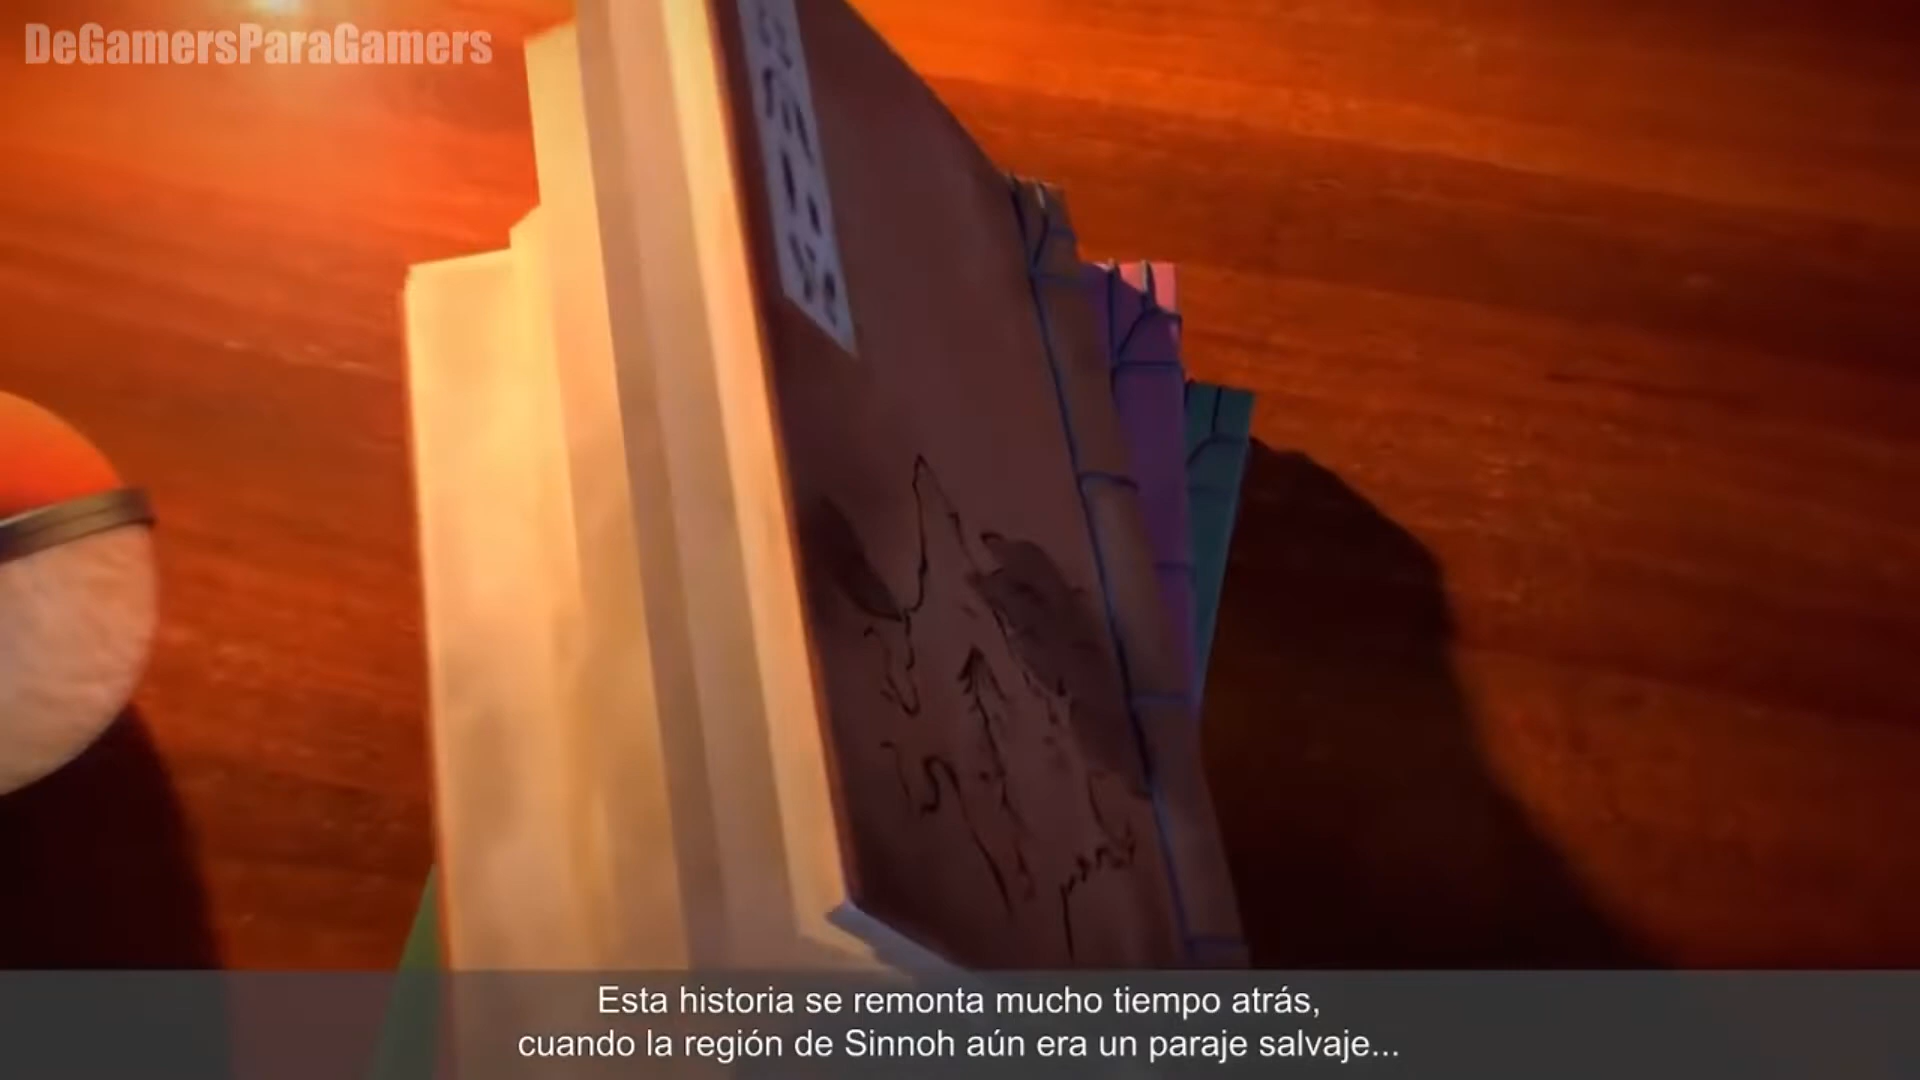 DeGamersParaGamers
Esta historia se remonta mucho tiempo atrás,
cuando la región de Sinnoh aún era un paraje salvaje...